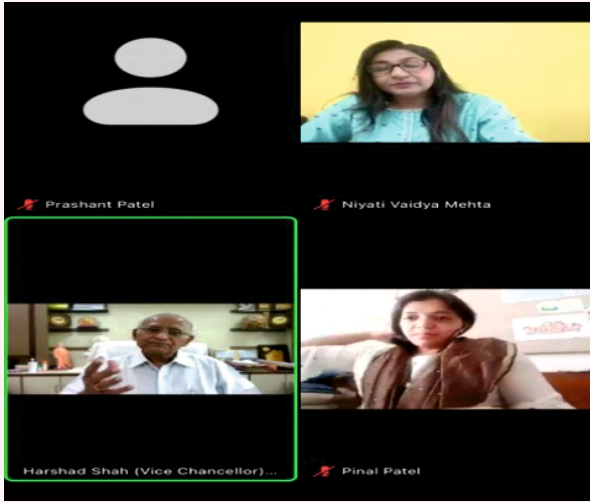 Prashant Patel
Niyati Vaidya Mehta
Harshad Shah (Vice Chancellor)...
Pinal Patel